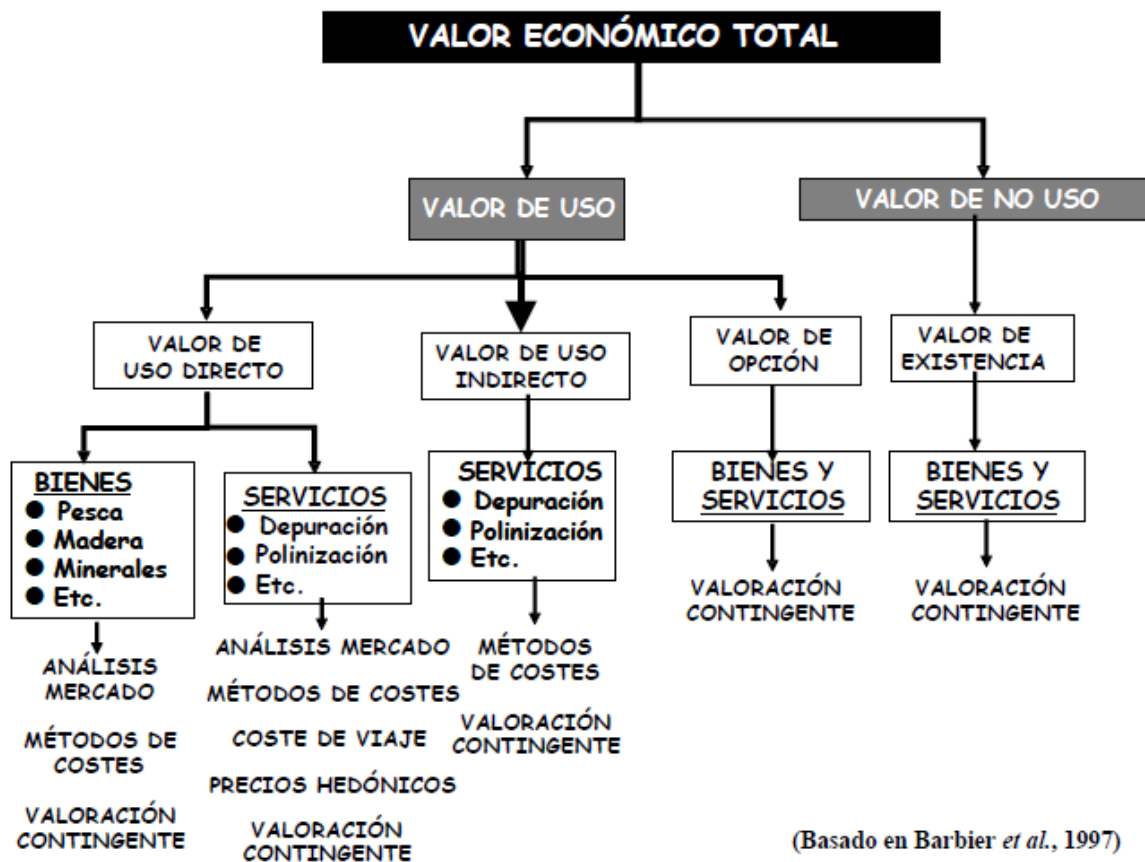 VALOR ECONÓMICO TOTAL
VALOR DE USO
VALOR DE NO USO
VALOR DE
USO DIRECTO
VALOR DE USO
INDIRECTO
VALOR DE
OPCIÓN
VALOR DE
EXISTENCIA
BIENES
● Pesca
● Madera
● Minerales
● Etc.
SERVICIOS
● Depuración
● Polinización
● Etc.
SERVICIOS
● Depuración
● Polinización
● Etc.
BIENES Y
SERVICIOS
BIENES Y
SERVICIOS
ANÁLISIS
MERCADO
MÉTODOS DE
COSTES
VALORACIÓN
CONTINGENTE
ANÁLISIS MERCADO
MÉTODOS DE COSTES
COSTE DE VIAJE
PRECIOS HEDÓNICOS
VALORACIÓN
CONTINGENTE
MÉTODOS
DE COSTES
VALORACIÓN
CONTINGENTE
VALORACIÓN
CONTINGENTE
VALORACIÓN
CONTINGENTE
(Basado en Barbier et al., 1997)